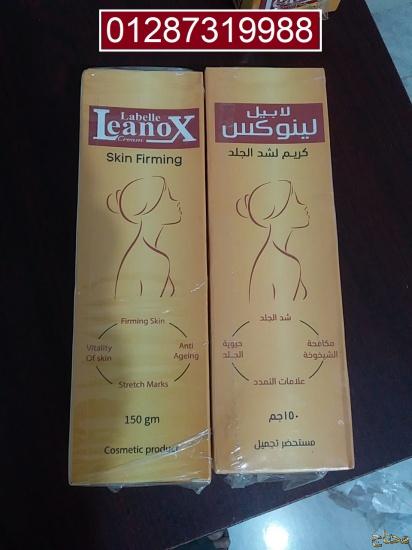 01287319988
Labelle
LeanoX
Cream
Skin Firming
Firming Skin
Vitality
Of skin
Anti
Ageing
Stretch Marks
150 gm
Cosmetic product
لابيل
لينوكس
كريم لشد الجلد
شد الجلد
مكافحة
الشيخوخة
حيوية
الجلد
علامات التمدد
١٥٠جم
مستحضر تجميل